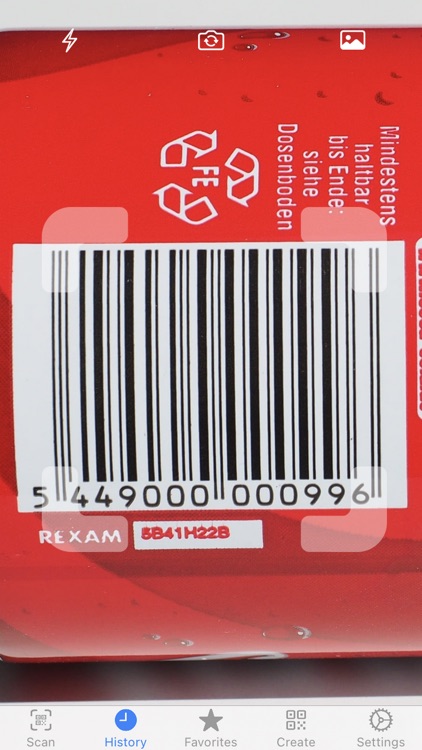 FE
Mindestens
haltbar
bis Ende:
siehe
Dosenboden
5 449000 000996
REXAM 5B41H22B
Scan
History
Favorites
Create
Settings